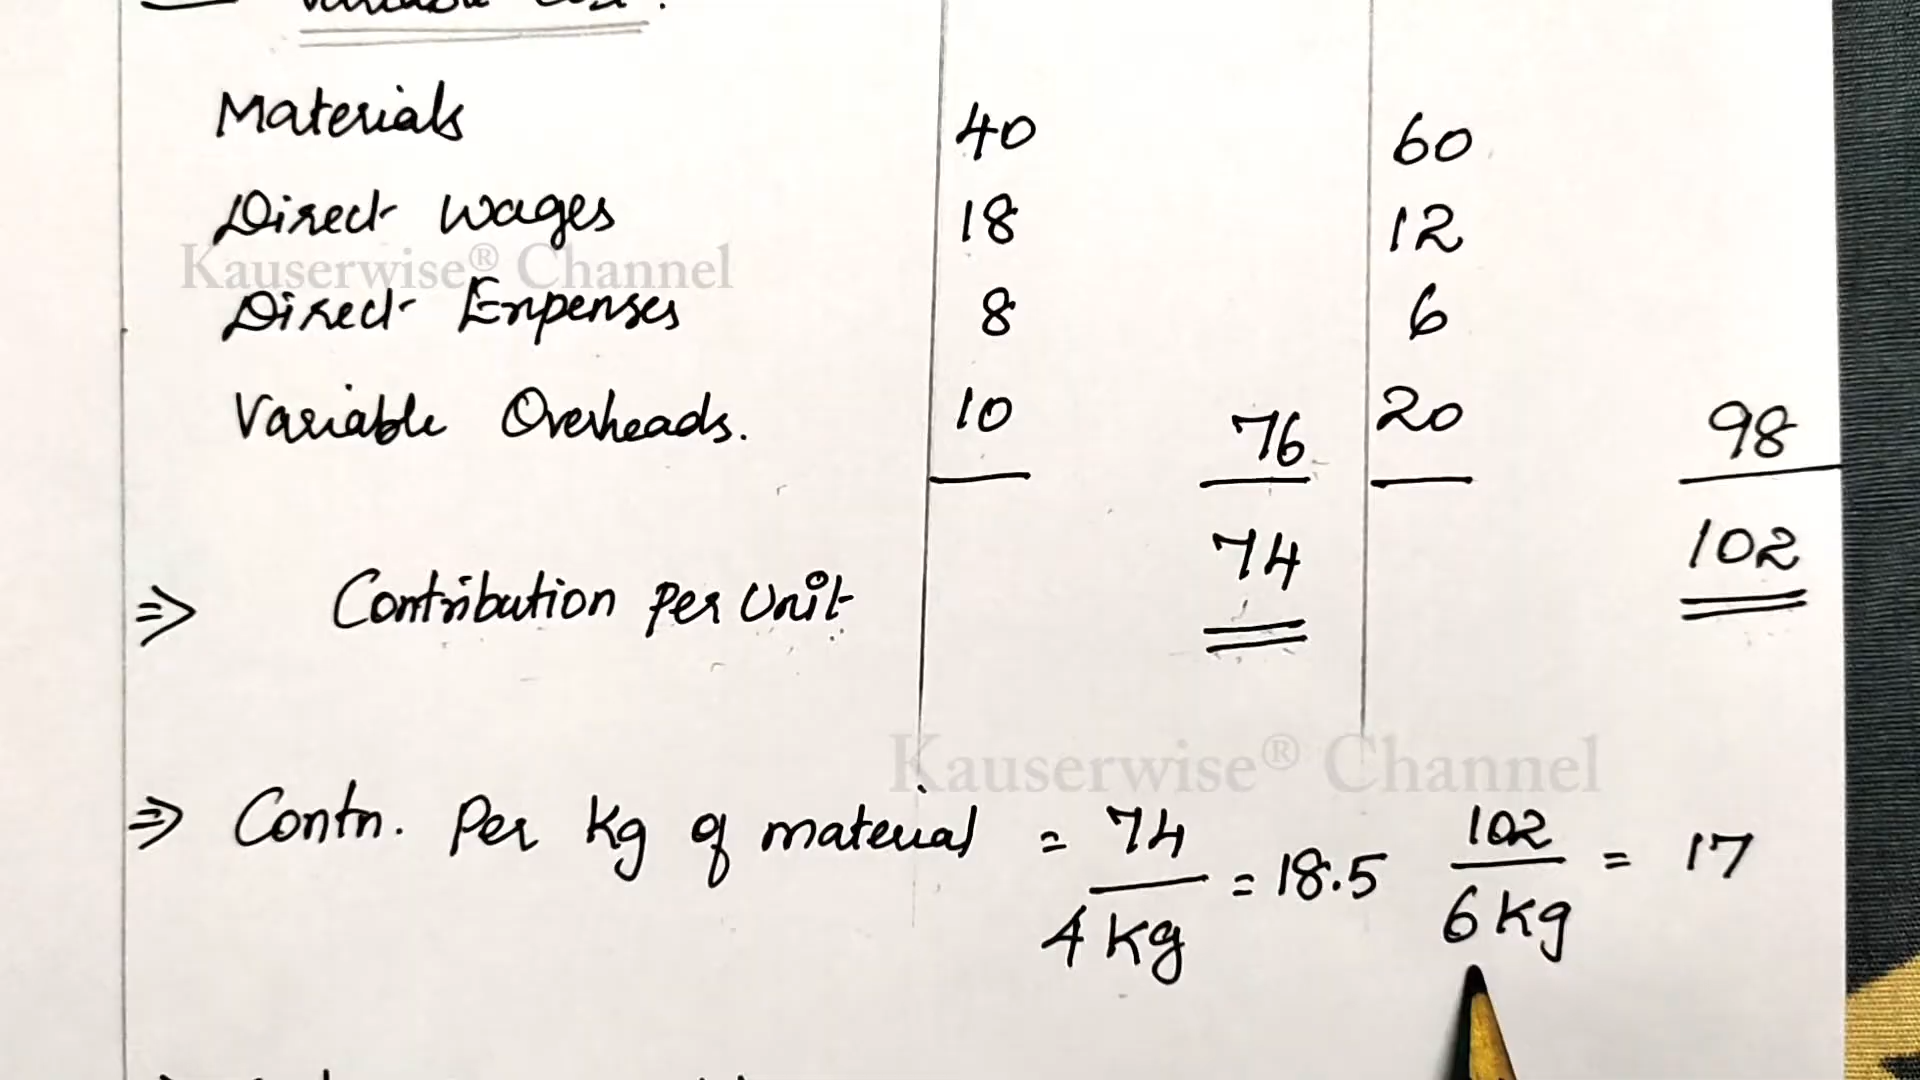 Variable Cost:
Materials 40 60
Direct Wages 18 12
Kauserwise® Channel
Direct Expenses 8 6
Variable Overheads. 10 76 20 98
⇒ Contribution Per Unit 74 102
Kauserwise® Channel
⇒ Contn. Per Kg of material = 74/4 Kg = 18.5 102/6 Kg = 17